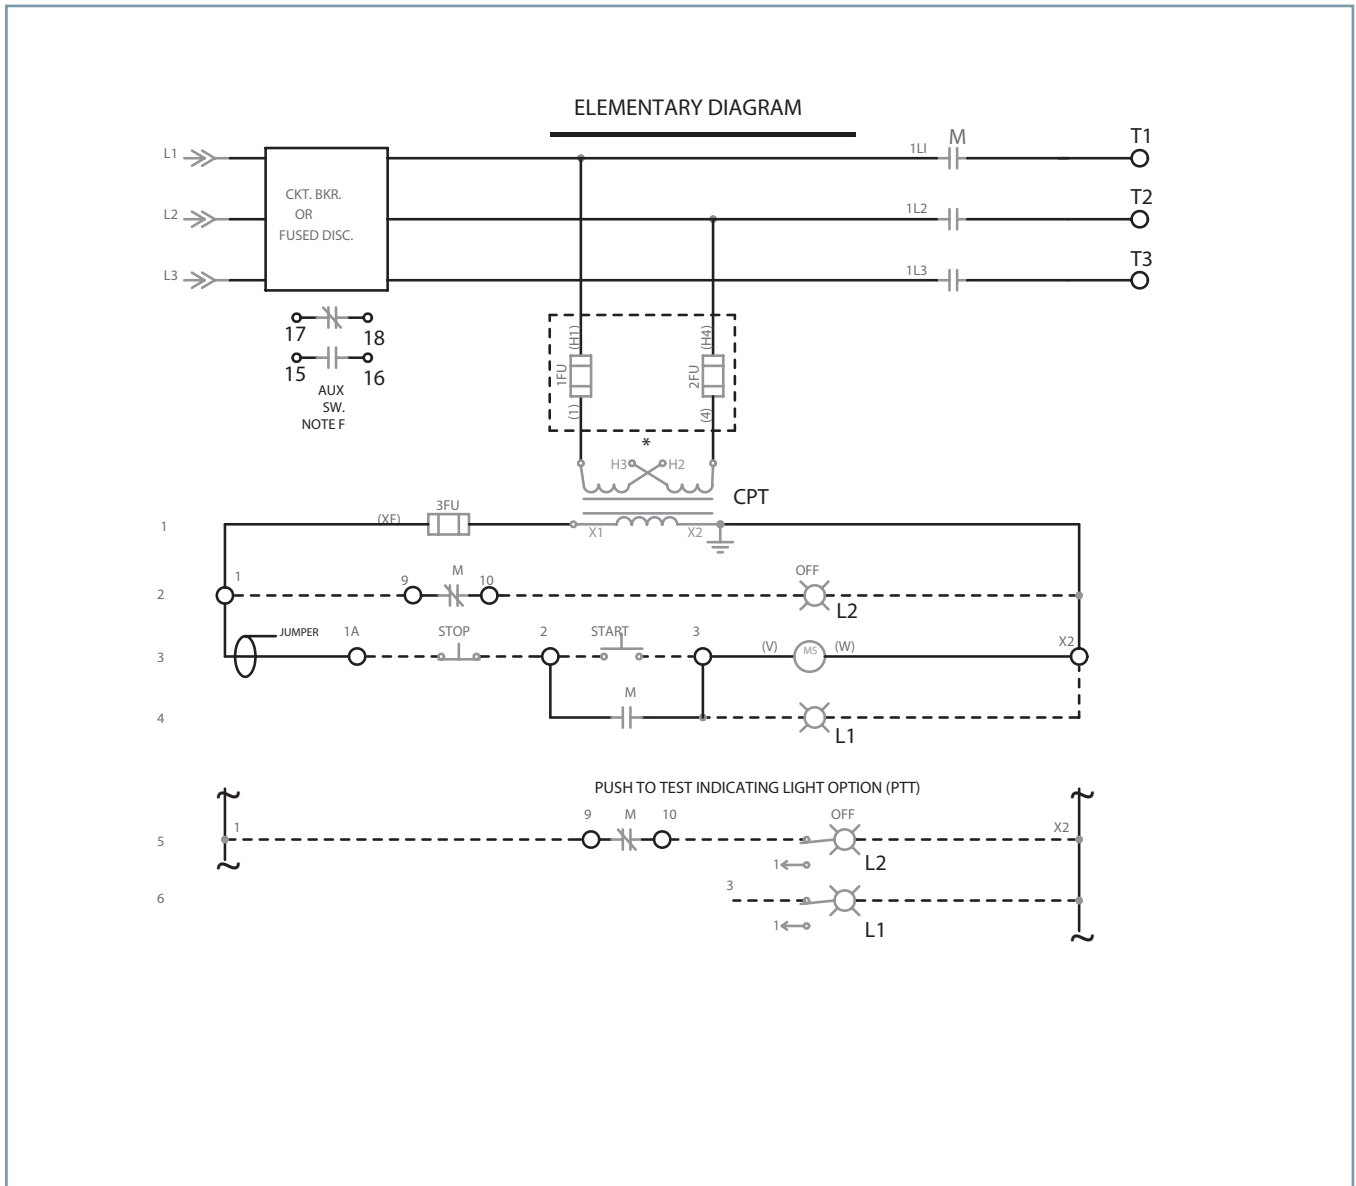 ELEMENTARY DIAGRAM
L1
1LI
M
T1
L2
1L2
T2
L3
1L3
T3
CKT. BKR.
OR
FUSED DISC.
17
18
15
16
AUX
SW.
NOTE F
(H1)
(H4)
1FU
2FU
(1)
(4)
*
H3
H2
CPT
1
(XF)
3FU
X1
X2
2
1
9
M
10
OFF
L2
3
JUMPER
1A
STOP
2
START
3
(V)
MS
(W)
X2
4
M
L1
PUSH TO TEST INDICATING LIGHT OPTION (PTT)
5
1
9
M
10
OFF
X2
1
L2
6
3
1
L1